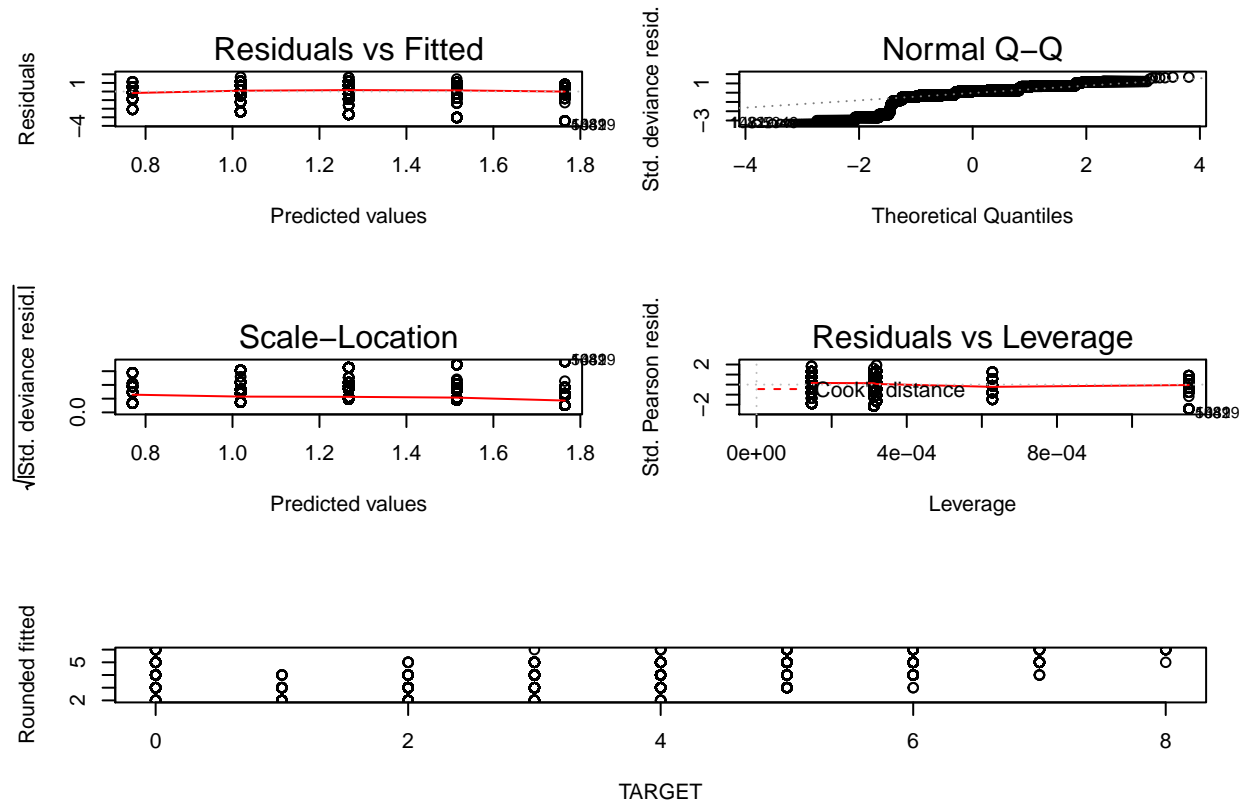 Residuals vs Fitted
Residuals
1
−4
0.8 1.0 1.2 1.4 1.6 1.8
Predicted values
Normal Q−Q
Std. deviance resid.
1
−3
−4 −2 0 2 4
Theoretical Quantiles
Scale−Location
√|Std. deviance resid.|
0.0
0.8 1.0 1.2 1.4 1.6 1.8
Predicted values
Residuals vs Leverage
Std. Pearson resid.
2
−2
Cook's distance
0e+00 4e−04 8e−04
Leverage
Rounded fitted
5
2
0 2 4 6 8
TARGET